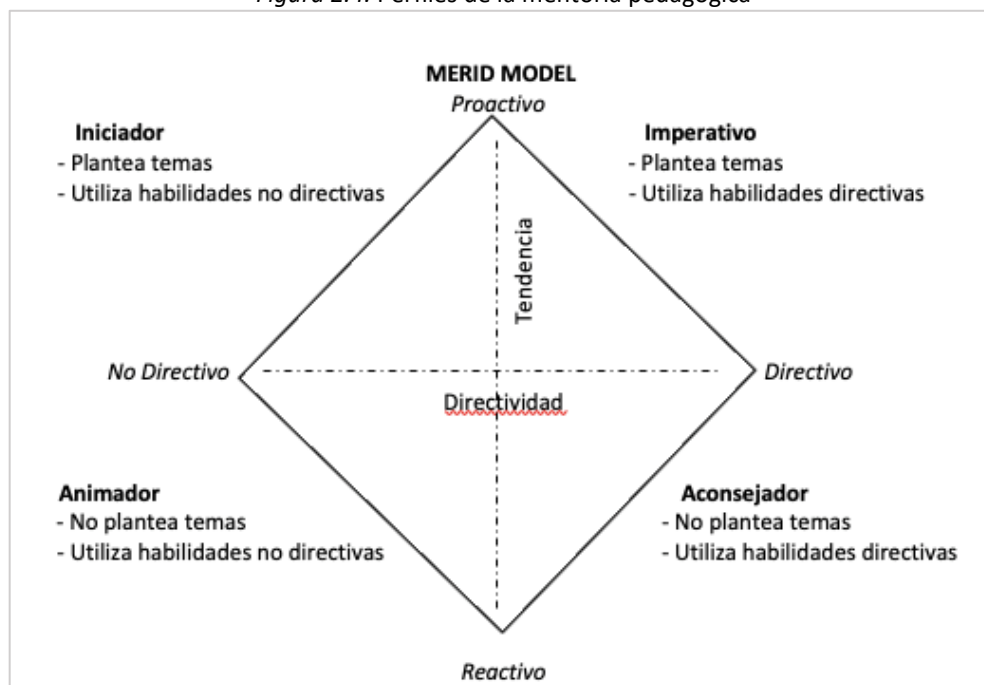 Figura 2.4. Perfiles de la mentoría pedagógica
MERID MODEL
Proactivo
Iniciador
- Plantea temas
- Utiliza habilidades no directivas
Imperativo
- Plantea temas
- Utiliza habilidades directivas
Tendencia
No Directivo
Directivo
Directividad
Animador
- No plantea temas
- Utiliza habilidades no directivas
Aconsejador
- No plantea temas
- Utiliza habilidades directivas
Reactivo